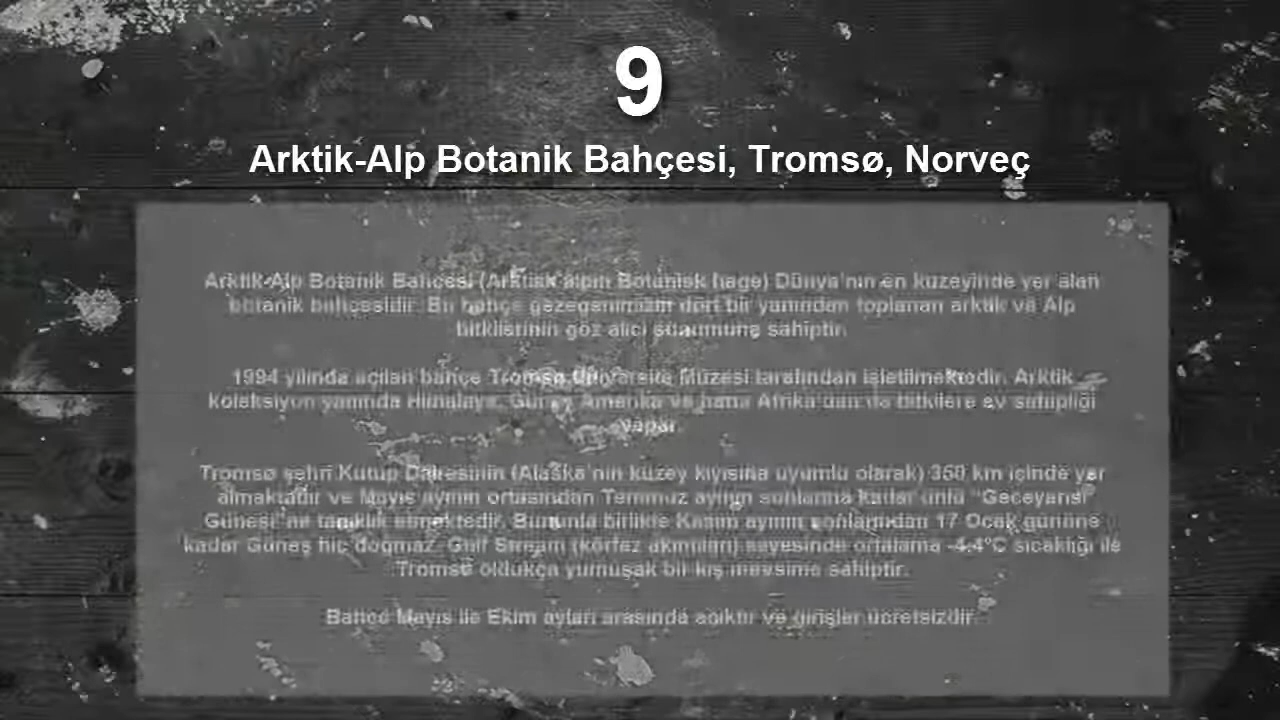 9
Arktik-Alp Botanik Bahçesi, Tromsø, Norveç
Arktik-Alp Botanik Bahçesi (Arktisk alpin Botanisk hage) Dünya'nın en kuzeyinde yer alan
botanik bahçesidir. Bu bahçe gezegenimizin dört bir yanından toplanan arktik ve Alp
bitkilerinin göz alıcı sunumuna sahiptir.
1994 yılında açılan bahçe Tromsø Üniversite Müzesi tarafından işletilmektedir. Arktik
koleksiyon yanında Himalaya, Güney Amerika ve hatta Afrika'dan da bitkilere ev sahipliği
yapar.
Tromsø şehri Kutup Dairesinin (Alaska'nın kuzey kıyısına uyumlu olarak) 350 km içinde yer
almaktadır ve Mayıs ayının ortasından Temmuz ayının sonlarına kadar ünlü "Geceyarısı
Güneşi"ne tanıklık etmektedir. Bununla birlikte Kasım ayının sonlarından 17 Ocak gününe
kadar Güneş hiç doğmaz. Gulf Stream (körfez akıntıları) sayesinde ortalama -4.4°C sıcaklığı ile
Tromsø oldukça yumuşak bir kış mevsime sahiptir.
Bahçe Mayıs ile Ekim ayları arasında açıktır ve girişler ücretsizdir.